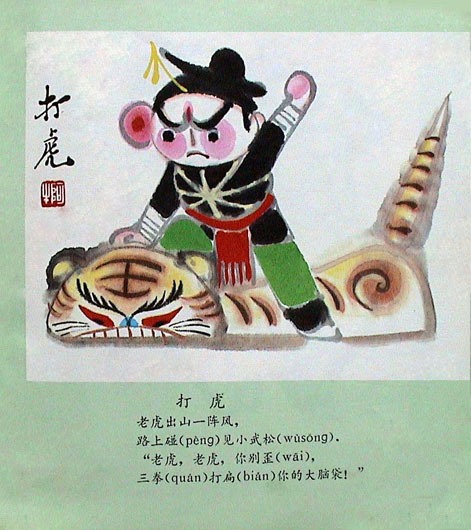 打虎
打 虎
老虎出山一阵风，
路上碰(pèng)见小武松(wǔsōng)。
“老虎，老虎，你别歪(wāi)，
三拳(quán)打扁(biǎn)你的大脑袋！”